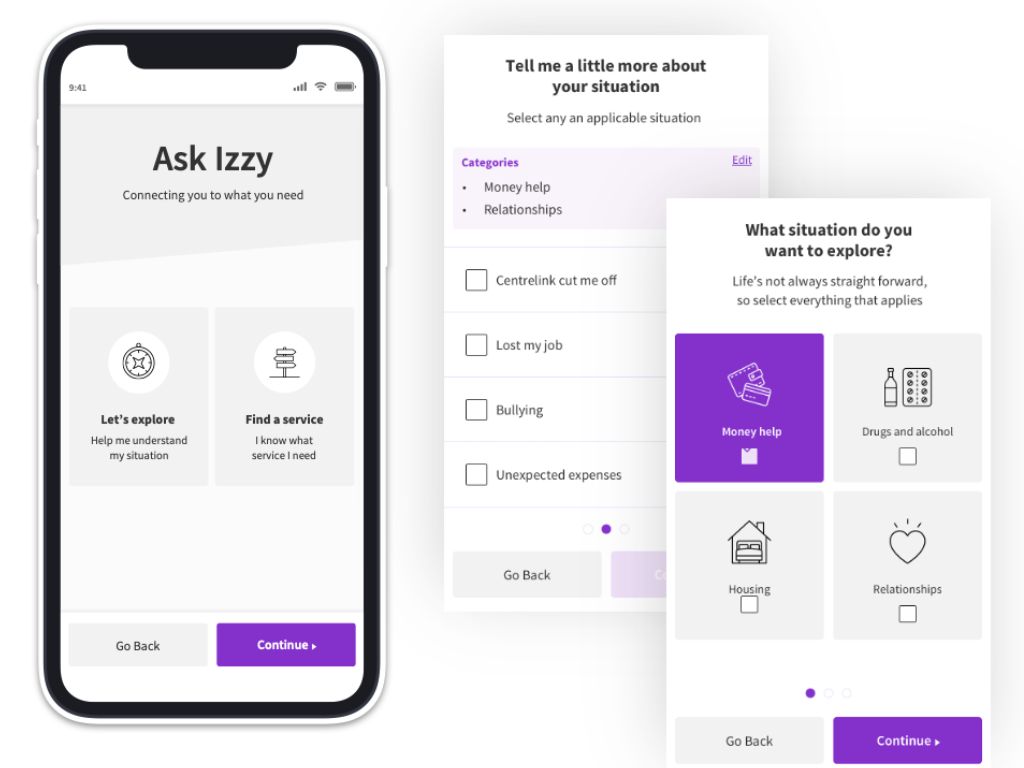 9:41
Ask Izzy
Connecting you to what you need
Let's explore
Help me understand
my situation
Find a service
I know what
service I need
Go Back
Continue ▸
Tell me a little more about
your situation
Select any an applicable situation
Categories
Edit
• Money help
• Relationships
Centrelink cut me off
Lost my job
Bullying
Unexpected expenses
Go Back
What situation do you
want to explore?
Life's not always straight forward,
so select everything that applies
Money help
Drugs and alcohol
Housing
Relationships
Go Back
Continue ▸